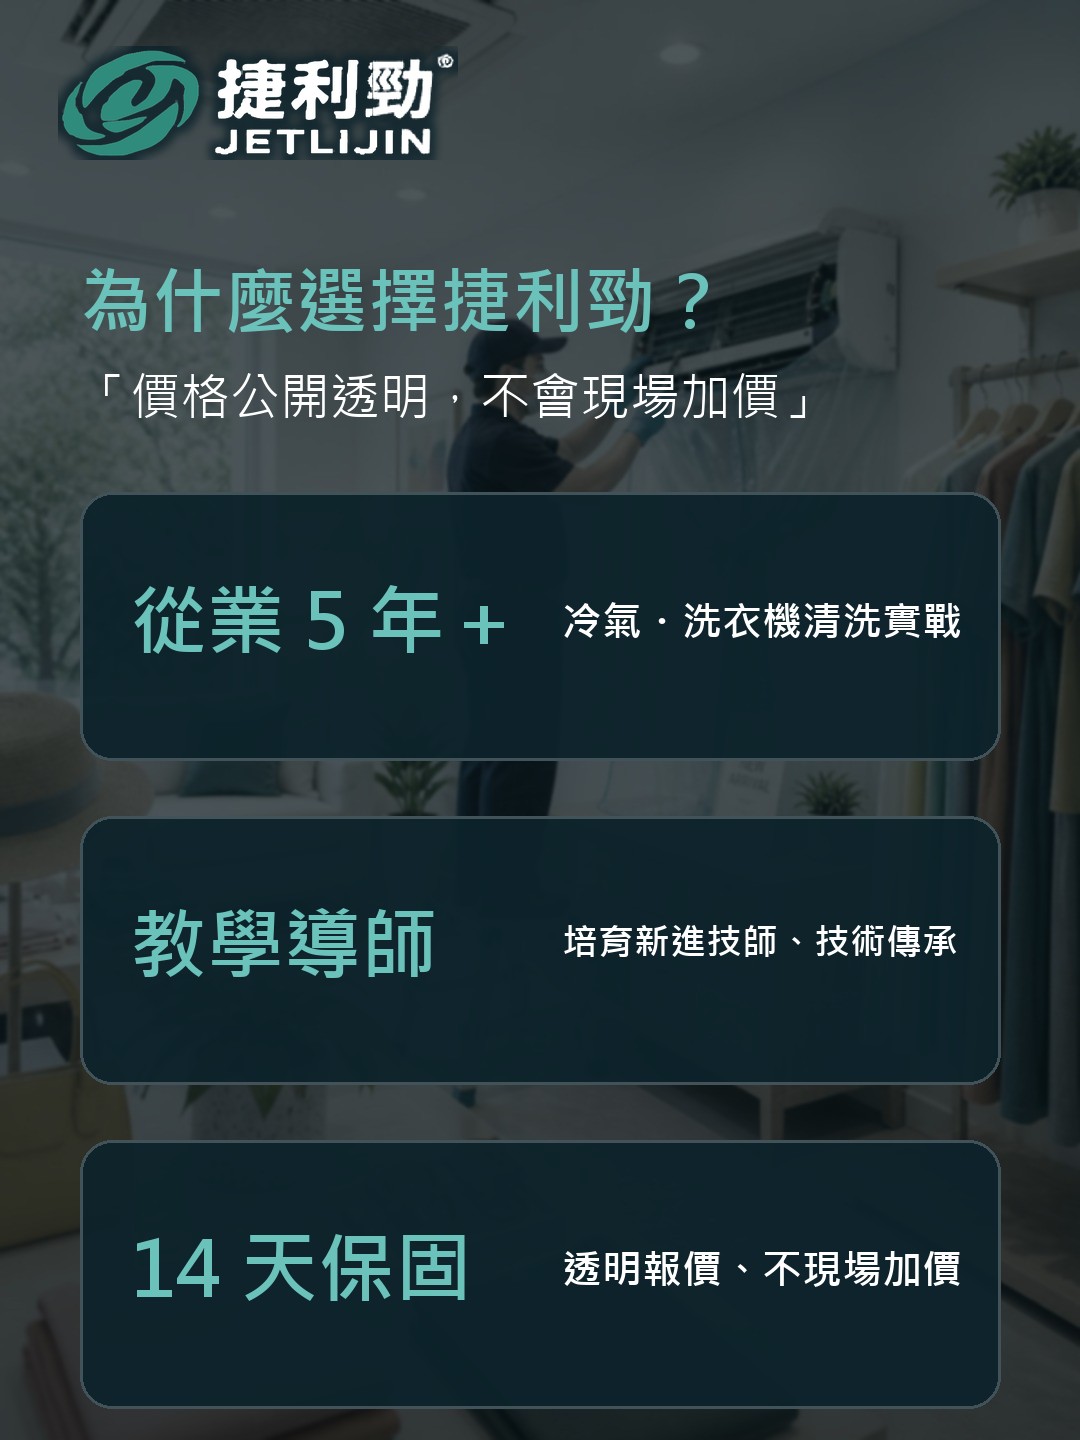 捷利勁®
JETLIJIN
為什麼選擇捷利勁？
「價格公開透明，不會現場加價」
從業 5 年 +
冷氣．洗衣機清洗實戰
教學導師
培育新進技師、技術傳承
14 天保固
透明報價、不現場加價